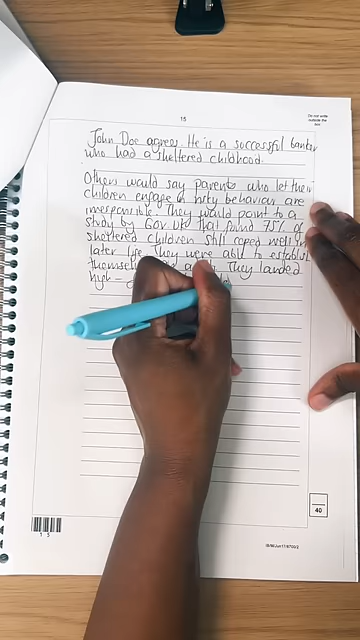 15
Do not write
outside the
box
John Doe agrees. He is a successful banker
who had a sheltered childhood.
Others would say parents who let their
children engage in risky behaviour are
irresponsible. They would point to a
study by Gov UK that found 75% of
sheltered children still coped well in
later life. They were able to establish
They landed
high-
40
15
IB/M/Jun17/8700/2